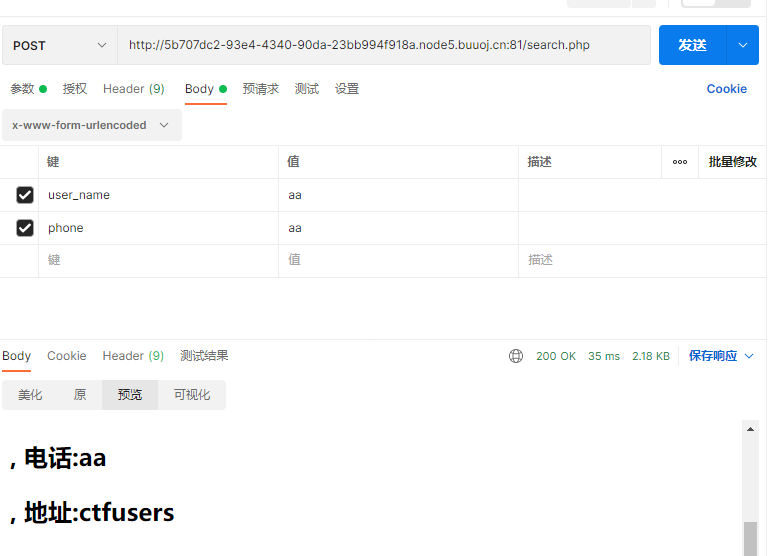 POST http://5b707dc2-93e4-4340-90da-23bb994f918a.node5.buuoj.cn:81/search.php 发送
参数 授权 Header (9) Body 预请求 测试 设置 Cookie
x-www-form-urlencoded
键 值 描述 批量修改
user_name aa
phone aa
键 值 描述
Body Cookie Header (9) 测试结果 200 OK 35 ms 2.18 KB 保存响应
美化 原 预览 可视化
, 电话:aa
, 地址:ctfusers